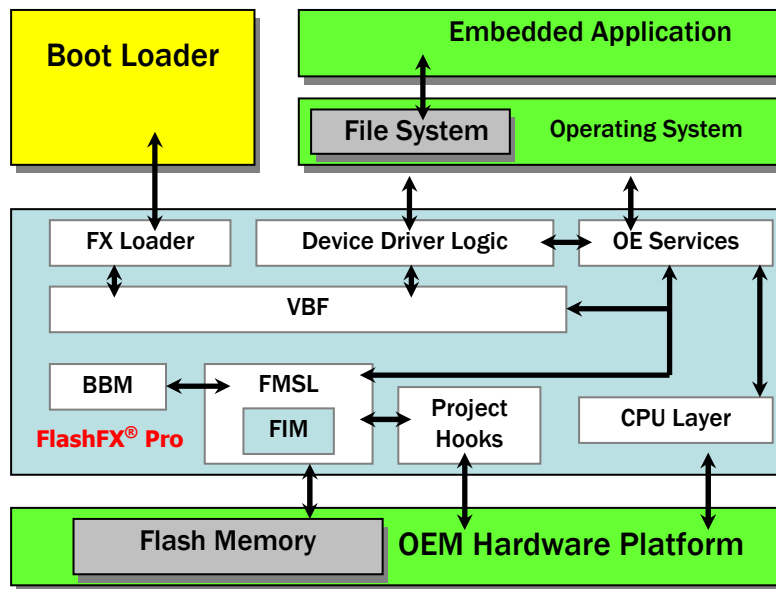 Boot Loader
Embedded Application
File System
Operating System
FX Loader
Device Driver Logic
OE Services
VBF
BBM
FMSL
FIM
Project
Hooks
CPU Layer
FlashFX® Pro
Flash Memory
OEM Hardware Platform